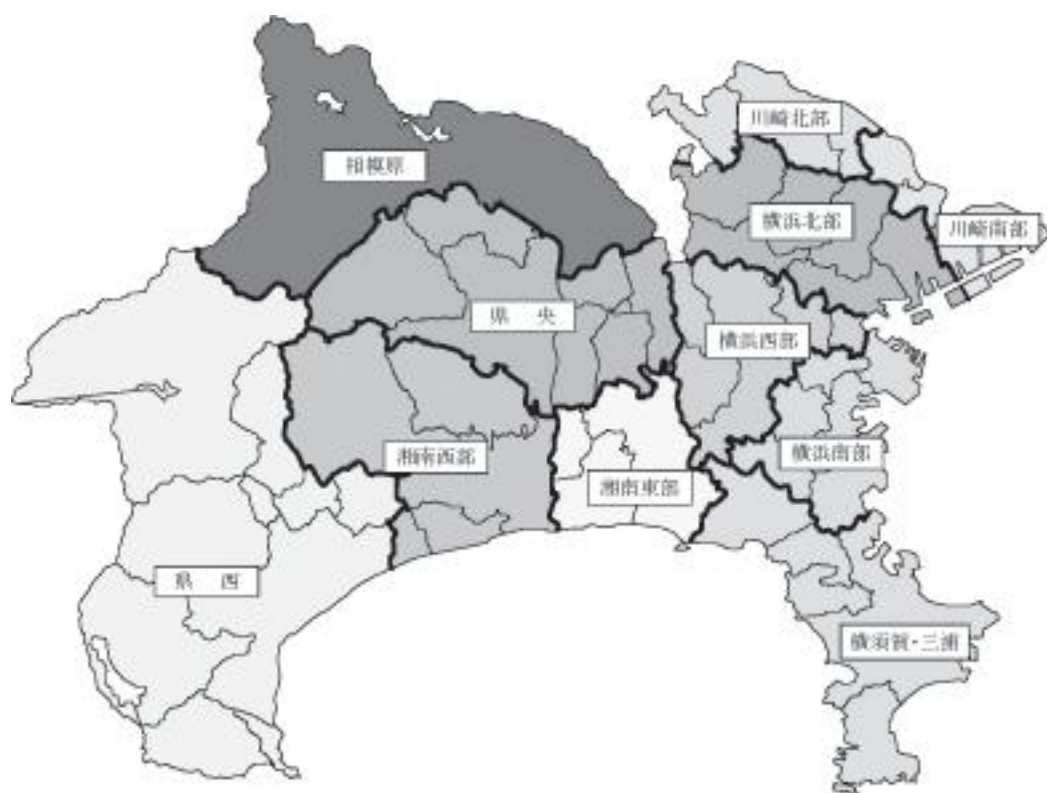 川崎北部
相模原
横浜北部
川崎南部
県 央
横浜西部
湘南西部
横浜南部
湘南東部
県 西
横須賀・三浦